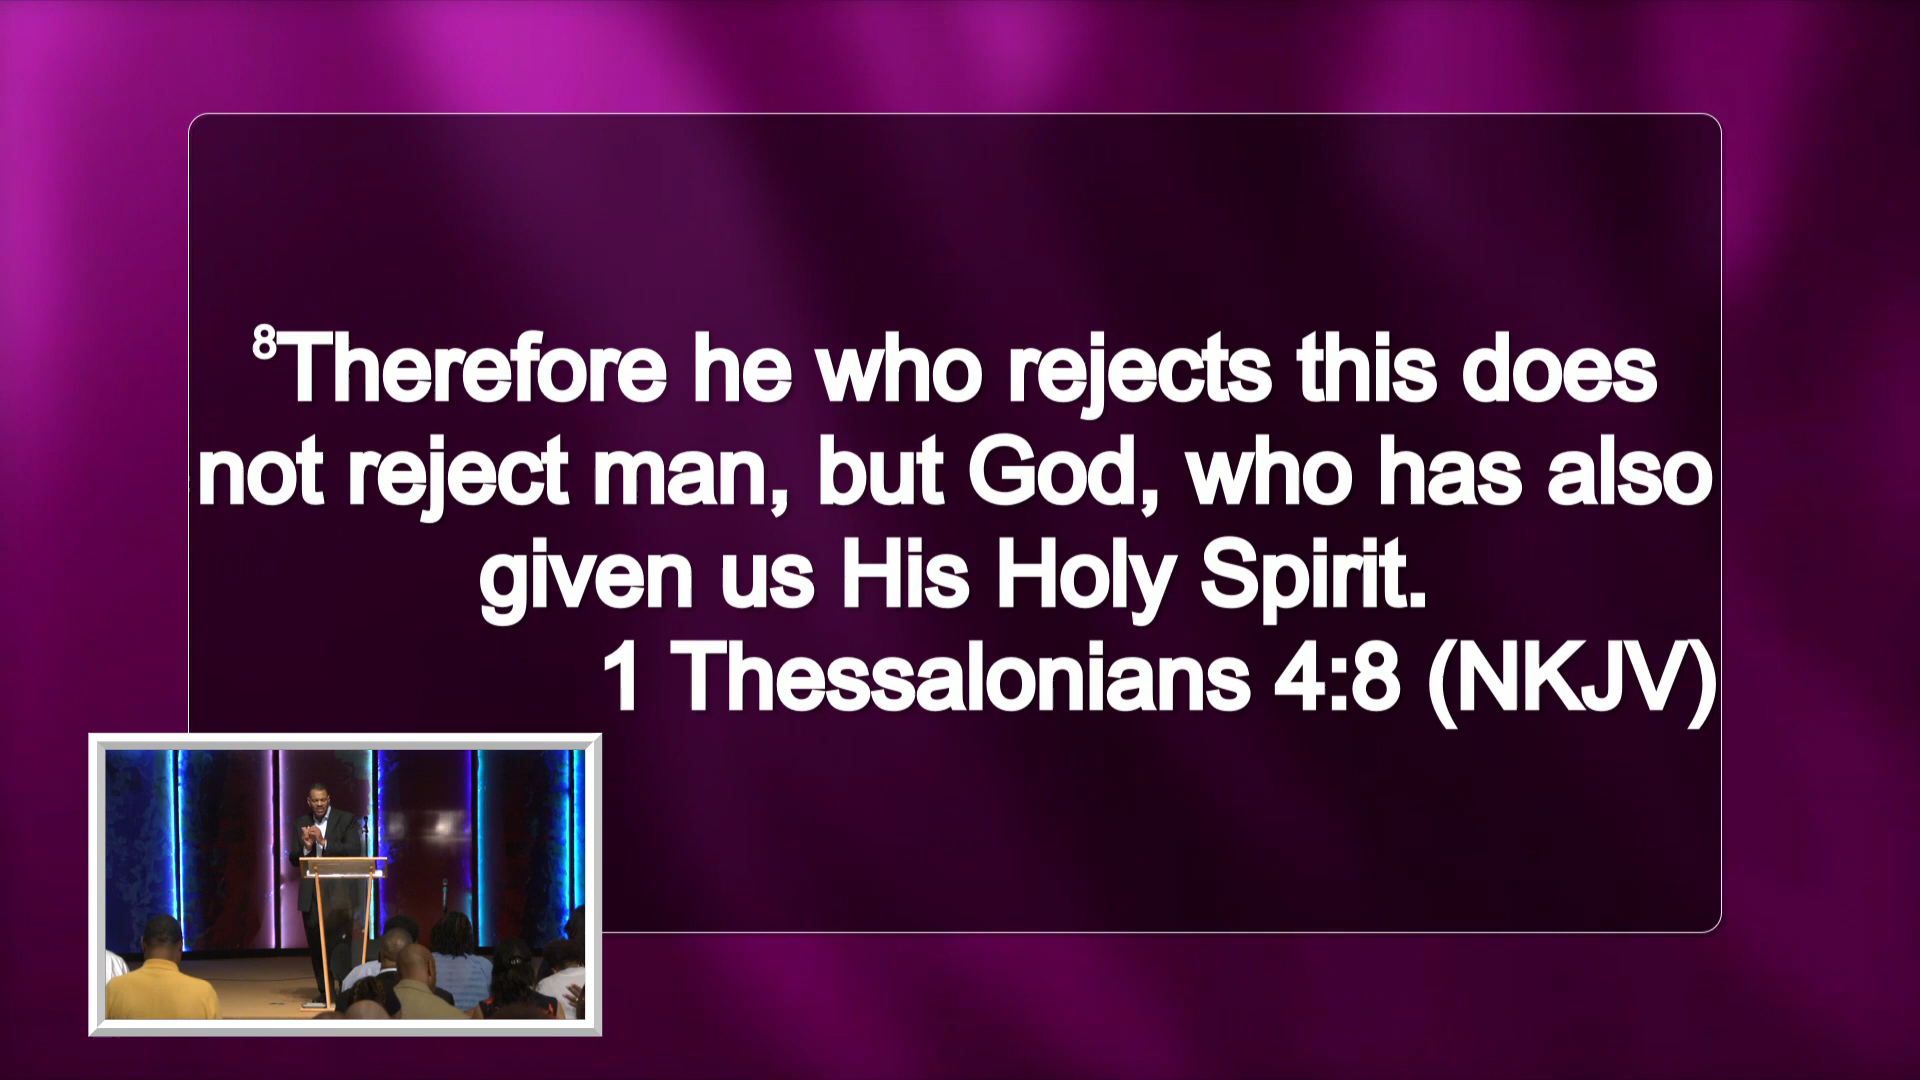 ⁸Therefore he who rejects this does
not reject man, but God, who has also
given us His Holy Spirit.
1 Thessalonians 4:8 (NKJV)